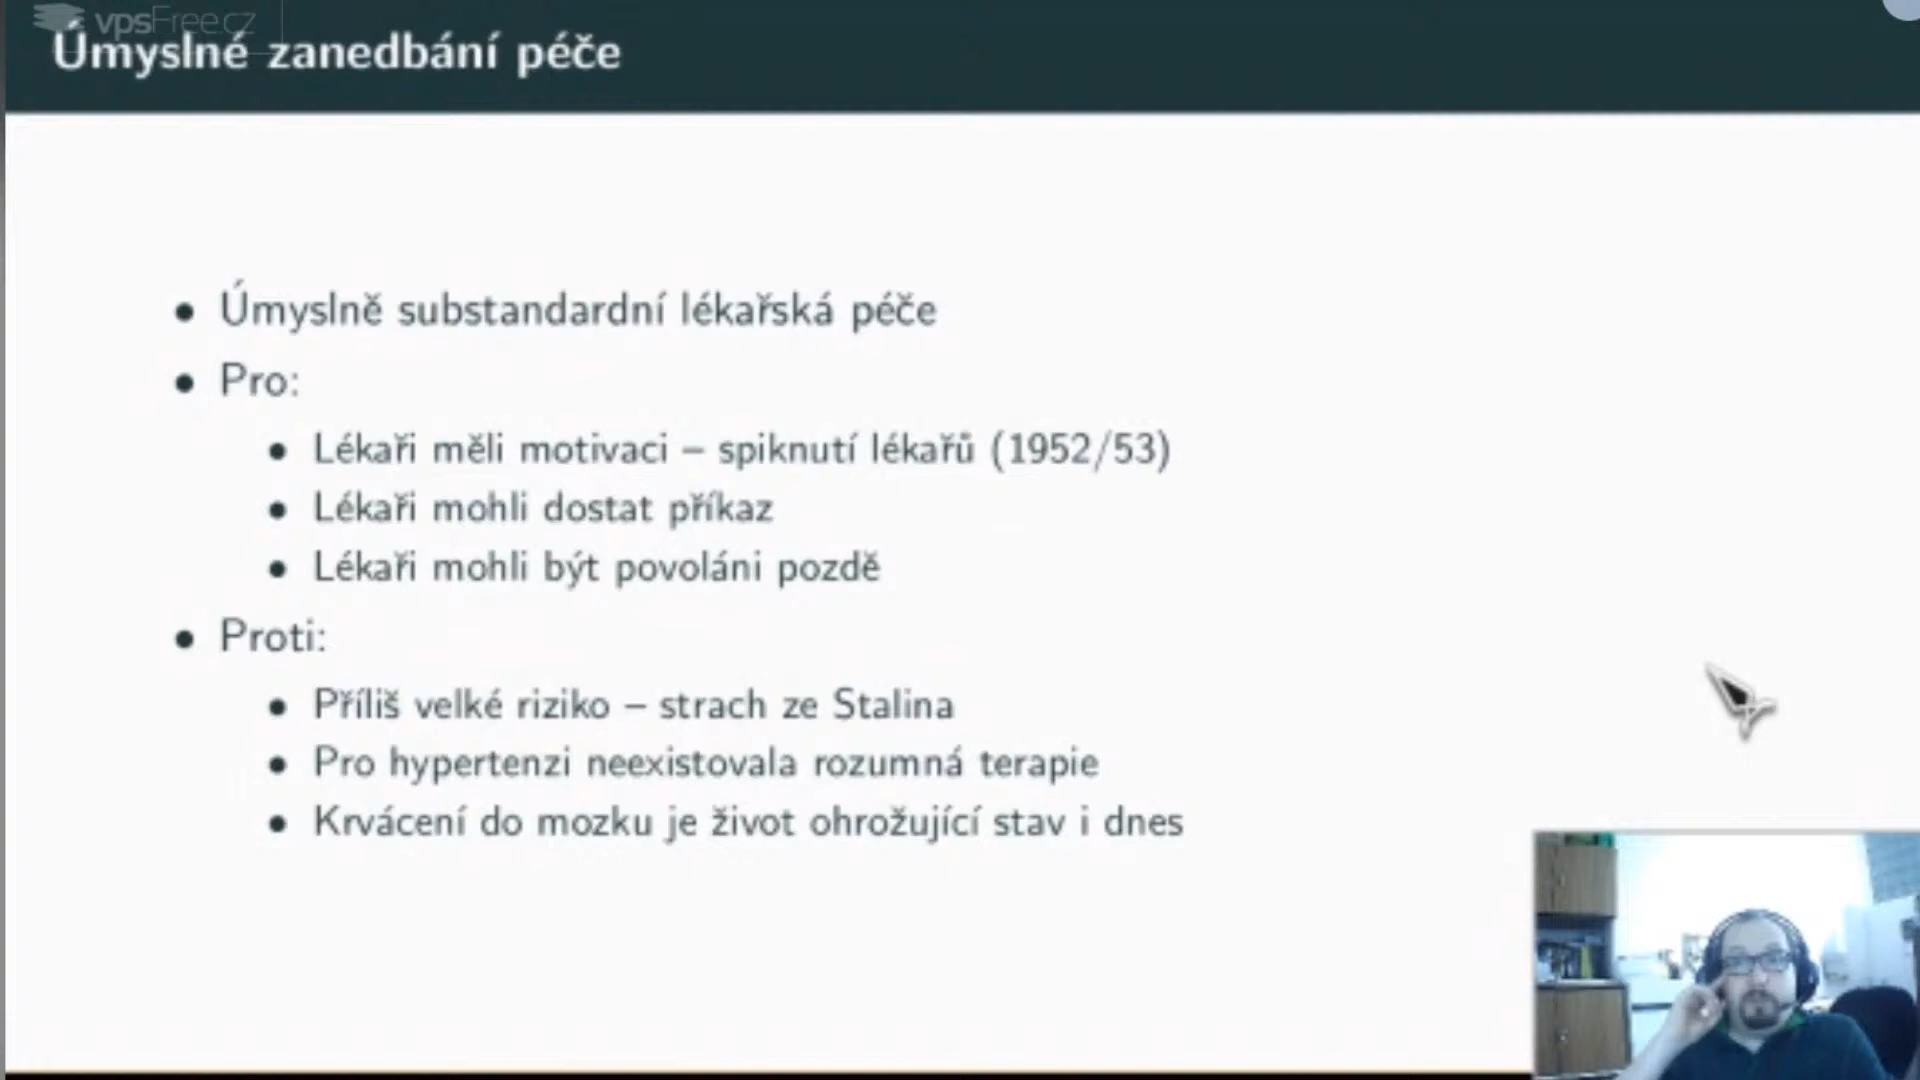 vpsFree.cz
Úmyslné zanedbání péče
Úmyslně substandardní lékařská péče
Pro:
Lékaři měli motivaci – spiknutí lékařů (1952/53)
Lékaři mohli dostat příkaz
Lékaři mohli být povoláni pozdě
Proti:
Příliš velké riziko – strach ze Stalina
Pro hypertenzi neexistovala rozumná terapie
Krvácení do mozku je život ohrožující stav i dnes